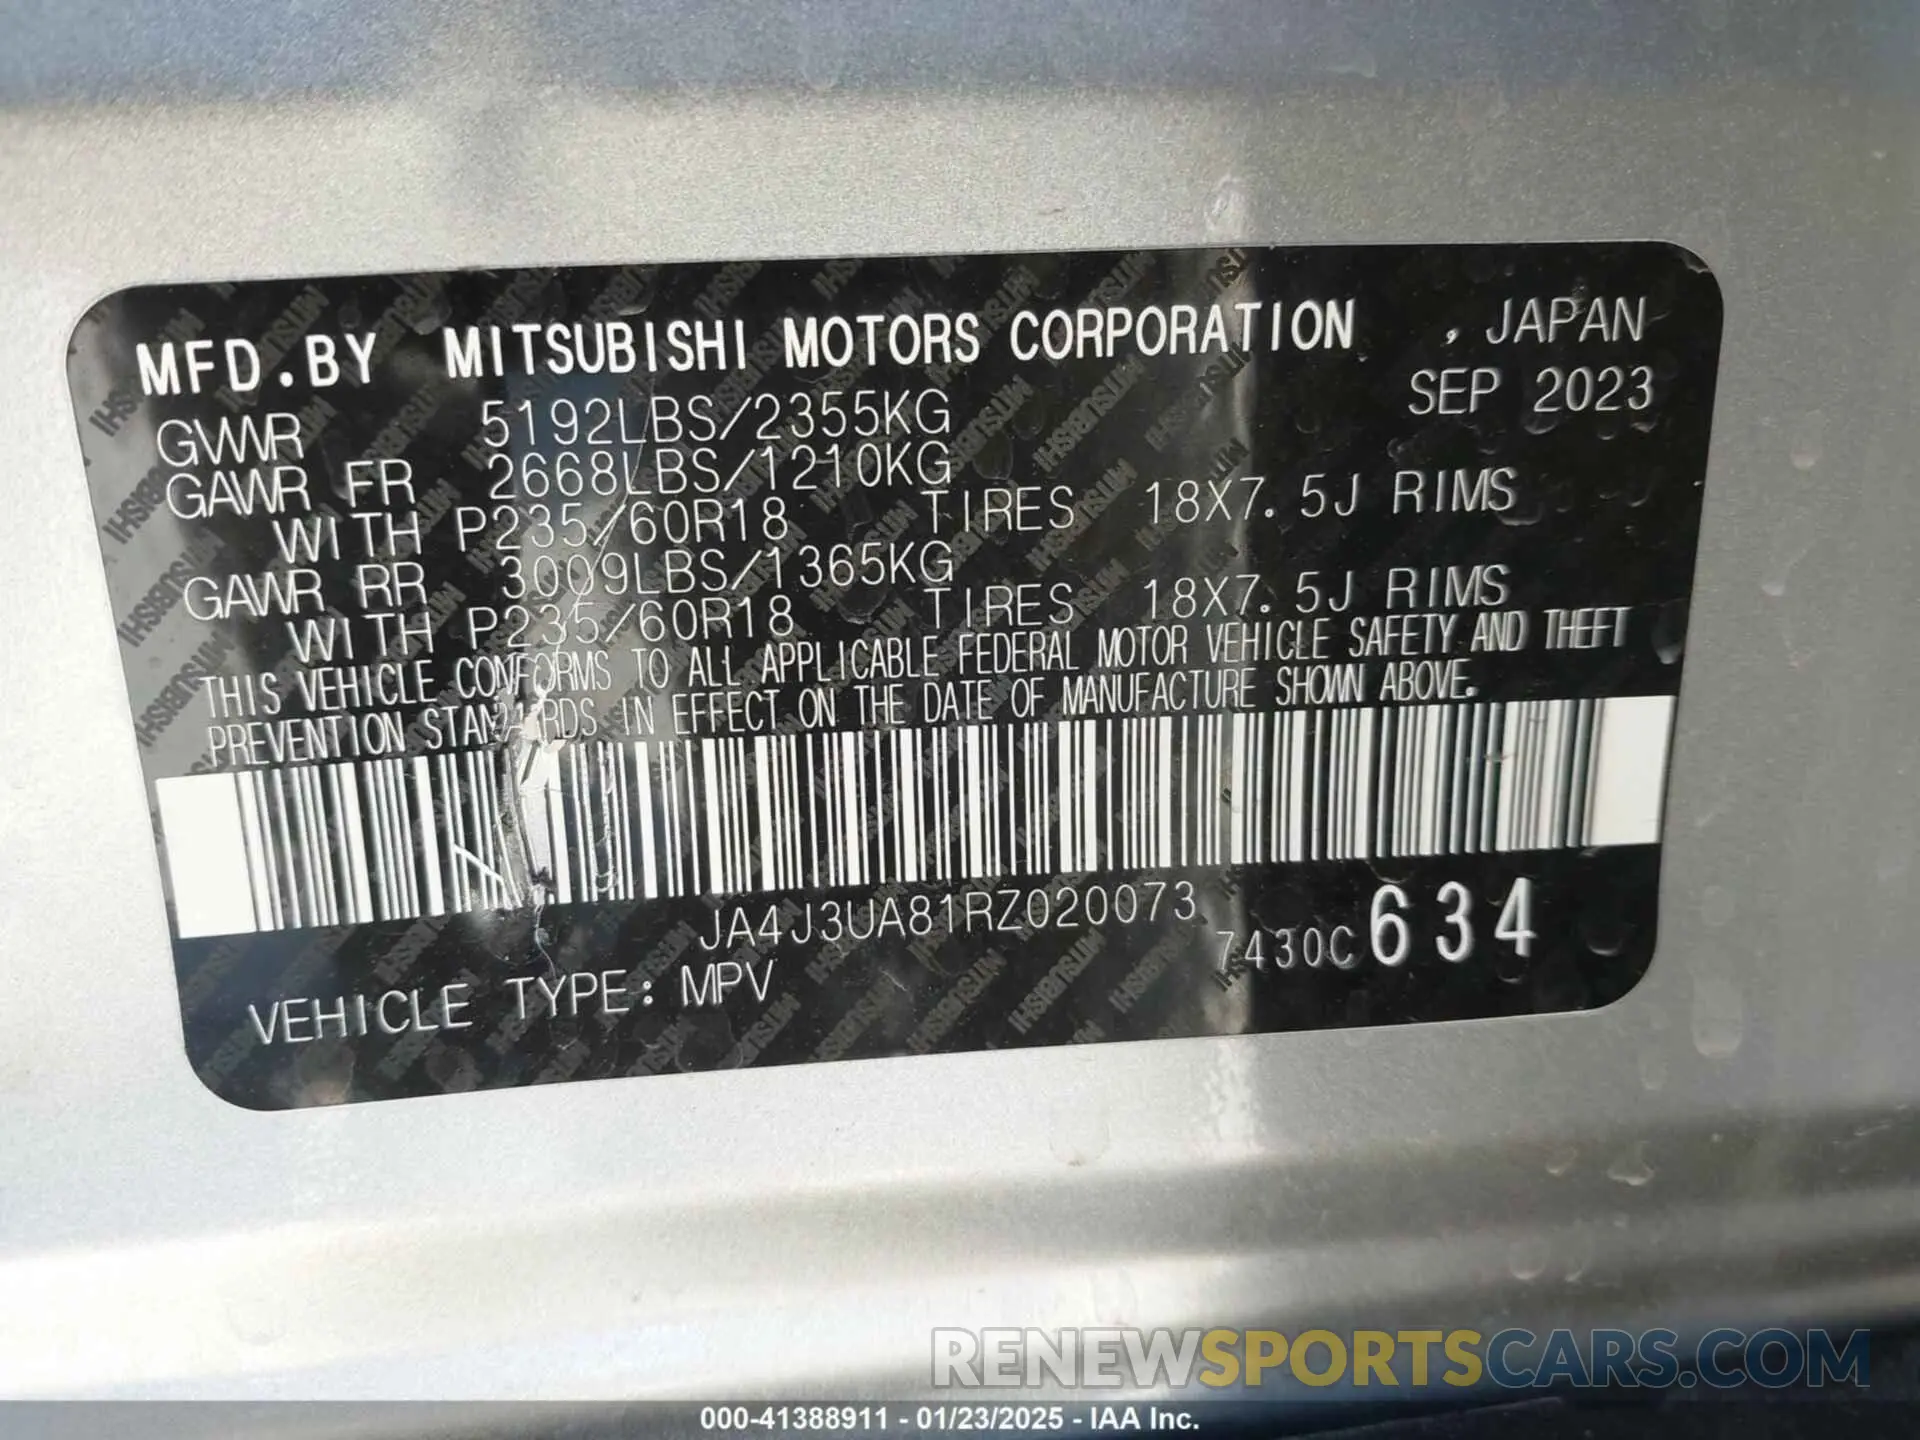 MFD.BY MITSUBISHI MOTORS CORPORATION , JAPAN
SEP 2023
GVWR 5192LBS/2355KG
GAWR FR 2668LBS/1210KG
WITH P235/60R18 TIRES 18X7.5J RIMS
GAWR RR 3009LBS/1365KG
WITH P235/60R18 TIRES 18X7.5J RIMS
THIS VEHICLE CONFORMS TO ALL APPLICABLE FEDERAL MOTOR VEHICLE SAFETY AND THEFT
PREVENTION STANDARDS IN EFFECT ON THE DATE OF MANUFACTURE SHOWN ABOVE.
JA4J3UA81RZ020073
7430C 634
VEHICLE TYPE: MPV
RENEWSPORTSCARS.COM
000-41388911 - 01/23/2025 - IAA Inc.